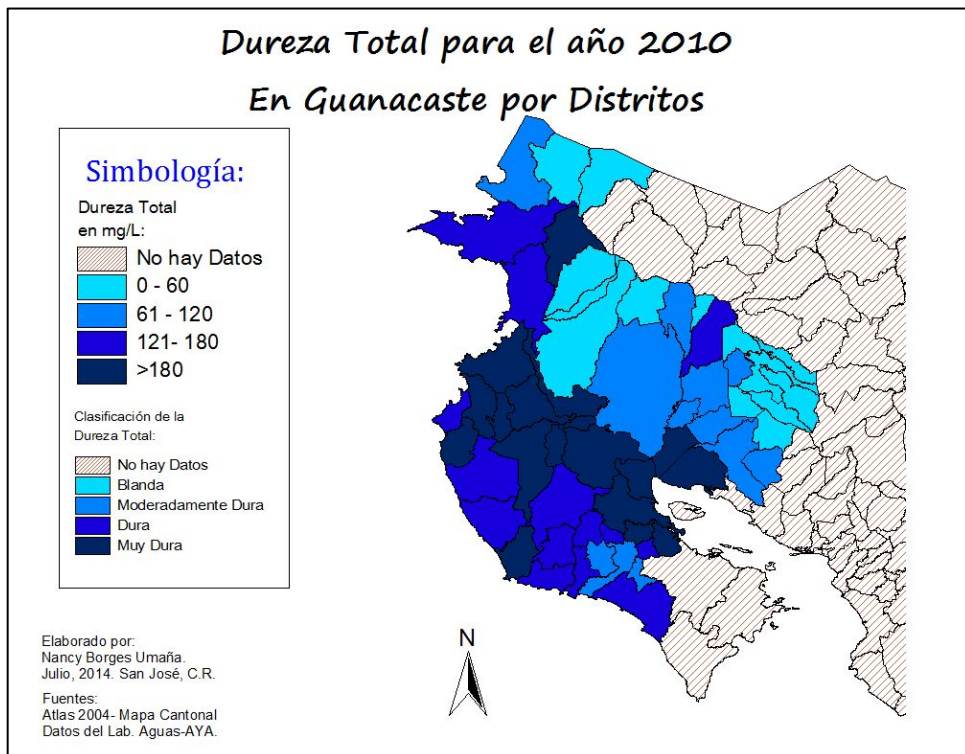 Dureza Total para el año 2010
En Guanacaste por Distritos
Simbología:
Dureza Total
en mg/L:
No hay Datos
0 - 60
61 - 120
121- 180
>180
Clasificación de la
Dureza Total:
No hay Datos
Blanda
Moderadamente Dura
Dura
Muy Dura
Elaborado por:
Nancy Borges Umaña.
Julio, 2014. San José, C.R.
Fuentes:
Atlas 2004- Mapa Cantonal
Datos del Lab. Aguas-AYA.
N